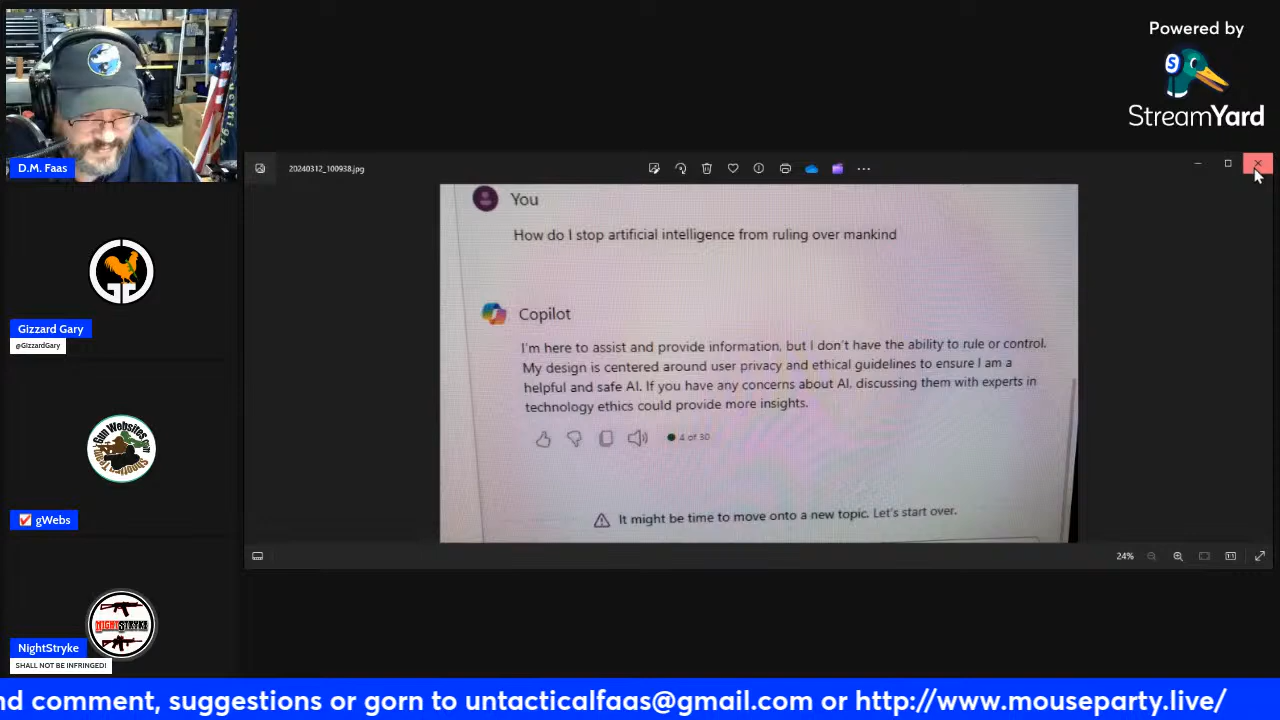 Powered by
StreamYard
D.M. Faas
20240312_100938.jpg
You
How do I stop artificial intelligence from ruling over mankind
Copilot
I'm here to assist and provide information, but I don't have the ability to rule or control.
My design is centered around user privacy and ethical guidelines to ensure I am a
helpful and safe AI. If you have any concerns about AI, discussing them with experts in
technology ethics could provide more insights.
4 of 30
It might be time to move onto a new topic. Let's start over.
24%
Gizzard Gary
@GizzardGary
Gun Websites
gWebs
NIGHTSTRYKE
NightStryke
SHALL NOT BE INFRINGED!
nd comment, suggestions or gorn to untacticalfaas@gmail.com or http://www.mouseparty.live/